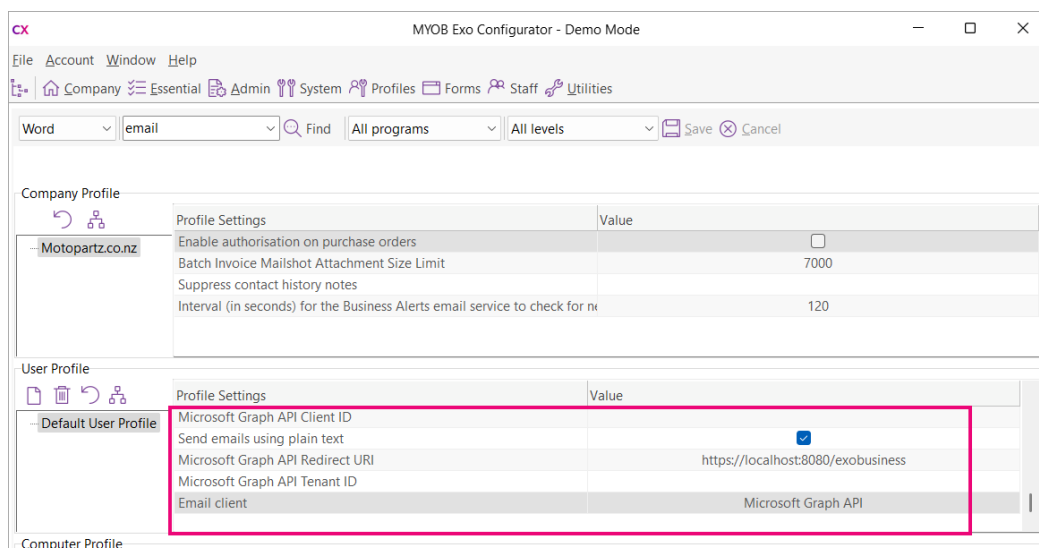 CX MYOB Exo Configurator - Demo Mode
File Account Window Help
Company Essential Admin System Profiles Forms Staff Utilities
Word email Find All programs All levels Save Cancel
Company Profile
Profile Settings Value
Motopartz.co.nz
Enable authorisation on purchase orders
Batch Invoice Mailshot Attachment Size Limit 7000
Suppress contact history notes
Interval (in seconds) for the Business Alerts email service to check for ne 120
User Profile
Profile Settings Value
Default User Profile
Microsoft Graph API Client ID
Send emails using plain text
Microsoft Graph API Redirect URI https://localhost:8080/exobusiness
Microsoft Graph API Tenant ID
Email client Microsoft Graph API
Computer Profile